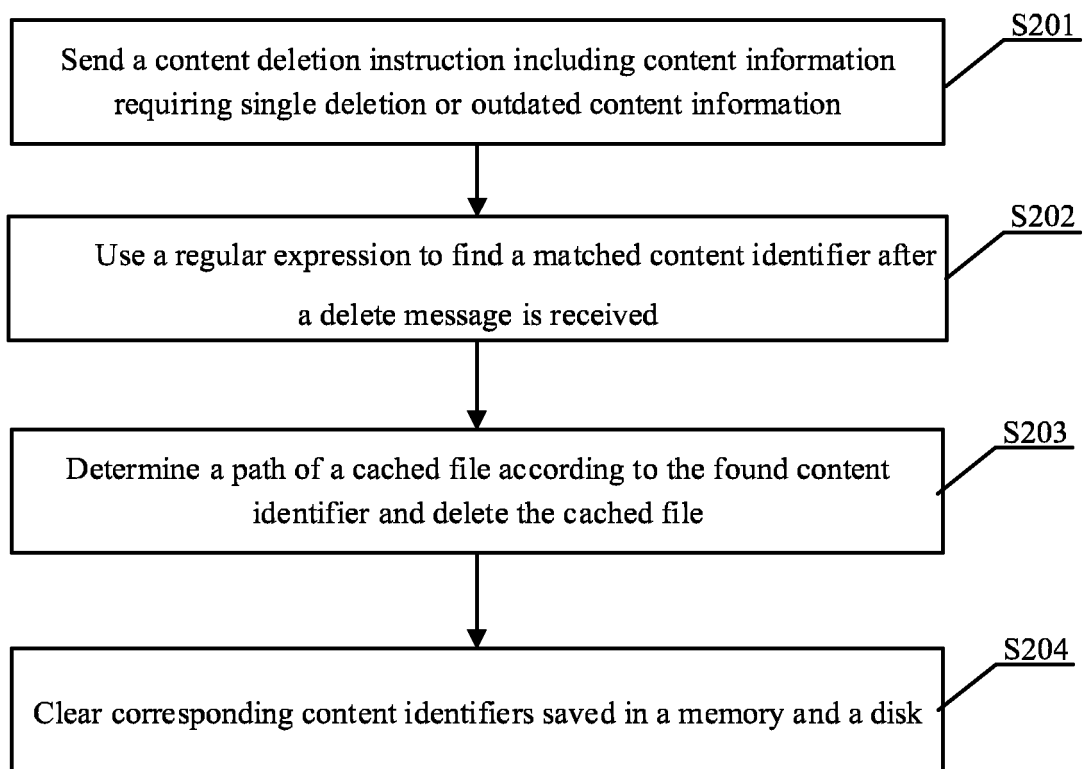 S201
Send a content deletion instruction including content information
requiring single deletion or outdated content information
S202
Use a regular expression to find a matched content identifier after
a delete message is received
S203
Determine a path of a cached file according to the found content
identifier and delete the cached file
S204
Clear corresponding content identifiers saved in a memory and a disk